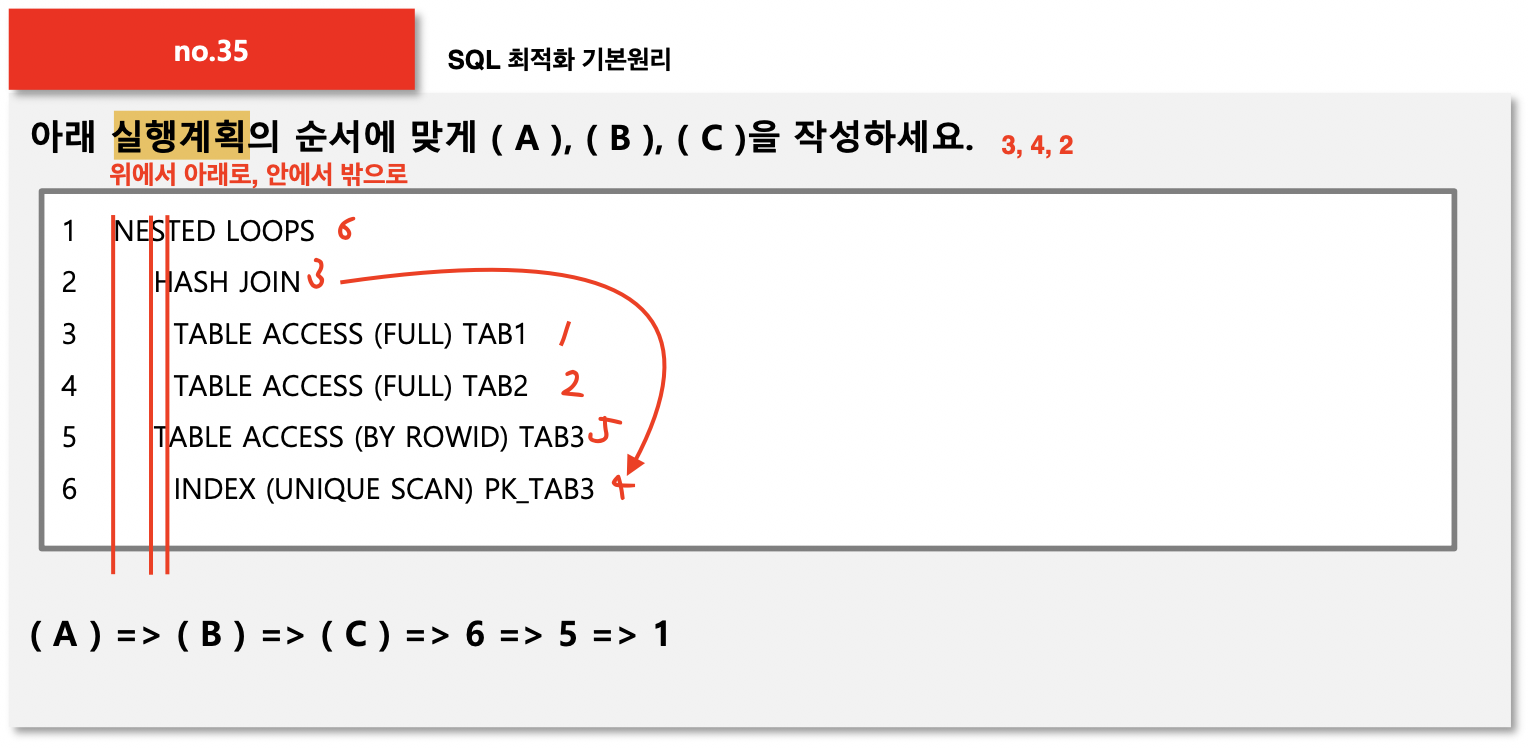 no.35
SQL 최적화 기본원리
아래 실행계획의 순서에 맞게 ( A ), ( B ), ( C )을 작성하세요. 3, 4, 2
위에서 아래로, 안에서 밖으로
1 NESTED LOOPS 6
2 HASH JOIN 3
3 TABLE ACCESS (FULL) TAB1 1
4 TABLE ACCESS (FULL) TAB2 2
5 TABLE ACCESS (BY ROWID) TAB3 5
6 INDEX (UNIQUE SCAN) PK_TAB3 4
( A ) => ( B ) => ( C ) => 6 => 5 => 1